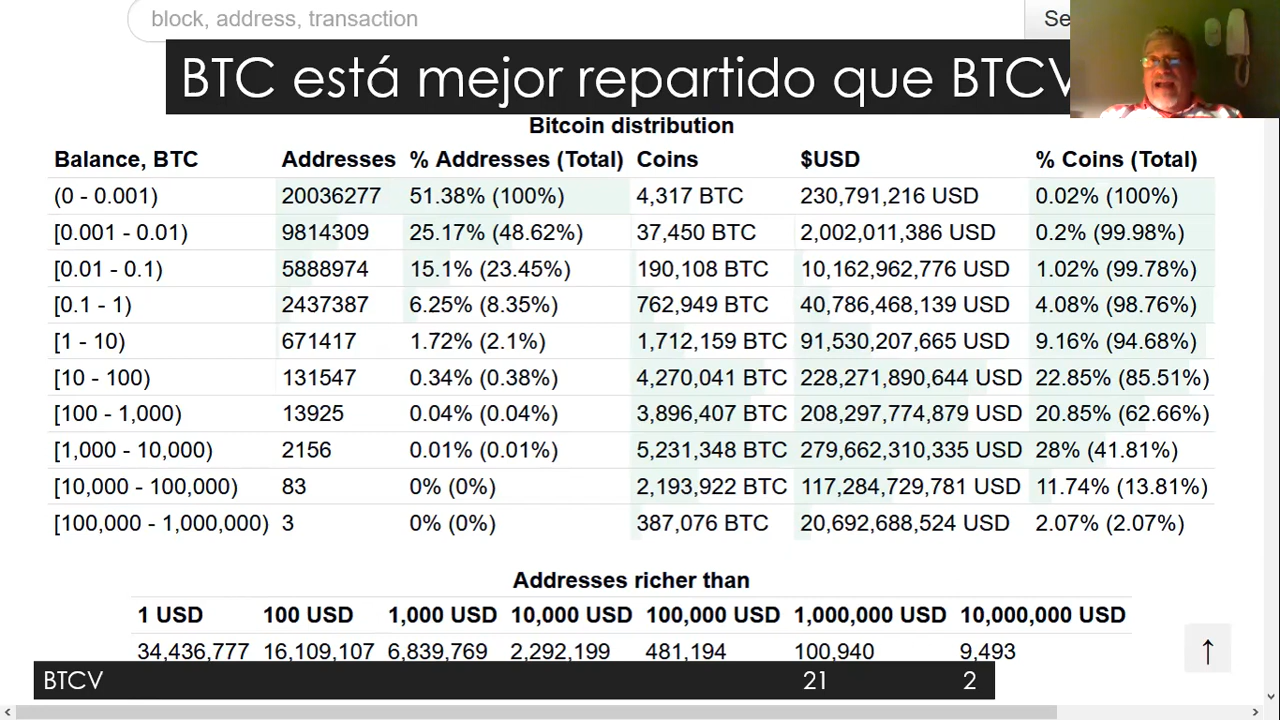 block, address, transaction Se
BTC está mejor repartido que BTCV
Bitcoin distribution
Balance, BTC Addresses % Addresses (Total) Coins $USD % Coins (Total)
(0 - 0.001) 20036277 51.38% (100%) 4,317 BTC 230,791,216 USD 0.02% (100%)
[0.001 - 0.01) 9814309 25.17% (48.62%) 37,450 BTC 2,002,011,386 USD 0.2% (99.98%)
[0.01 - 0.1) 5888974 15.1% (23.45%) 190,108 BTC 10,162,962,776 USD 1.02% (99.78%)
[0.1 - 1) 2437387 6.25% (8.35%) 762,949 BTC 40,786,468,139 USD 4.08% (98.76%)
[1 - 10) 671417 1.72% (2.1%) 1,712,159 BTC 91,530,207,665 USD 9.16% (94.68%)
[10 - 100) 131547 0.34% (0.38%) 4,270,041 BTC 228,271,890,644 USD 22.85% (85.51%)
[100 - 1,000) 13925 0.04% (0.04%) 3,896,407 BTC 208,297,774,879 USD 20.85% (62.66%)
[1,000 - 10,000) 2156 0.01% (0.01%) 5,231,348 BTC 279,662,310,335 USD 28% (41.81%)
[10,000 - 100,000) 83 0% (0%) 2,193,922 BTC 117,284,729,781 USD 11.74% (13.81%)
[100,000 - 1,000,000) 3 0% (0%) 387,076 BTC 20,692,688,524 USD 2.07% (2.07%)
Addresses richer than
1 USD 100 USD 1,000 USD 10,000 USD 100,000 USD 1,000,000 USD 10,000,000 USD
34,436,777 16,109,107 6,839,769 2,292,199 481,194 100,940 9,493
BTCV 21 2